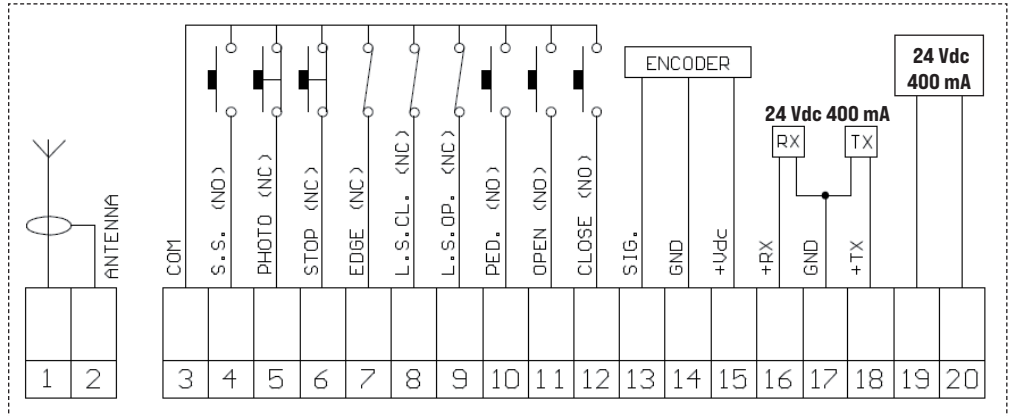 ENCODER
24 Vdc
400 mA
24 Vdc 400 mA
RX
TX
ANTENNA
COM
S.S. (NO)
PHOTO (NC)
STOP (NC)
EDGE (NC)
L.S.CL. (NC)
L.S.OP. (NC)
PED. (NO)
OPEN (NO)
CLOSE (NO)
SIG.
GND
+Vdc
+RX
GND
+TX
1 2 3 4 5 6 7 8 9 10 11 12 13 14 15 16 17 18 19 20